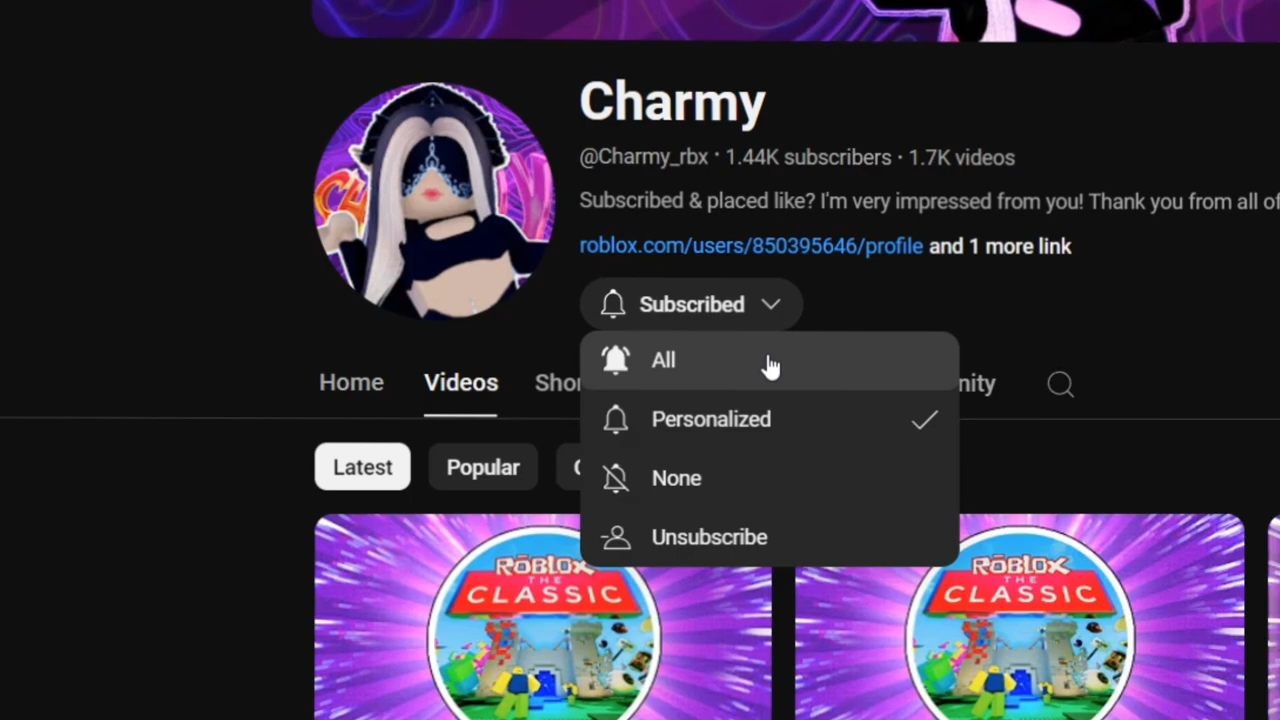 Charmy
@Charmy_rbx · 1.44K subscribers · 1.7K videos
Subscribed & placed like? I'm very impressed from you! Thank you from all of
roblox.com/users/850395646/profile and 1 more link
Subscribed
All
Home Videos
Personalized
Latest Popular
None
Unsubscribe
ROBLOX THE CLASSIC
ROBLOX THE CLASSIC